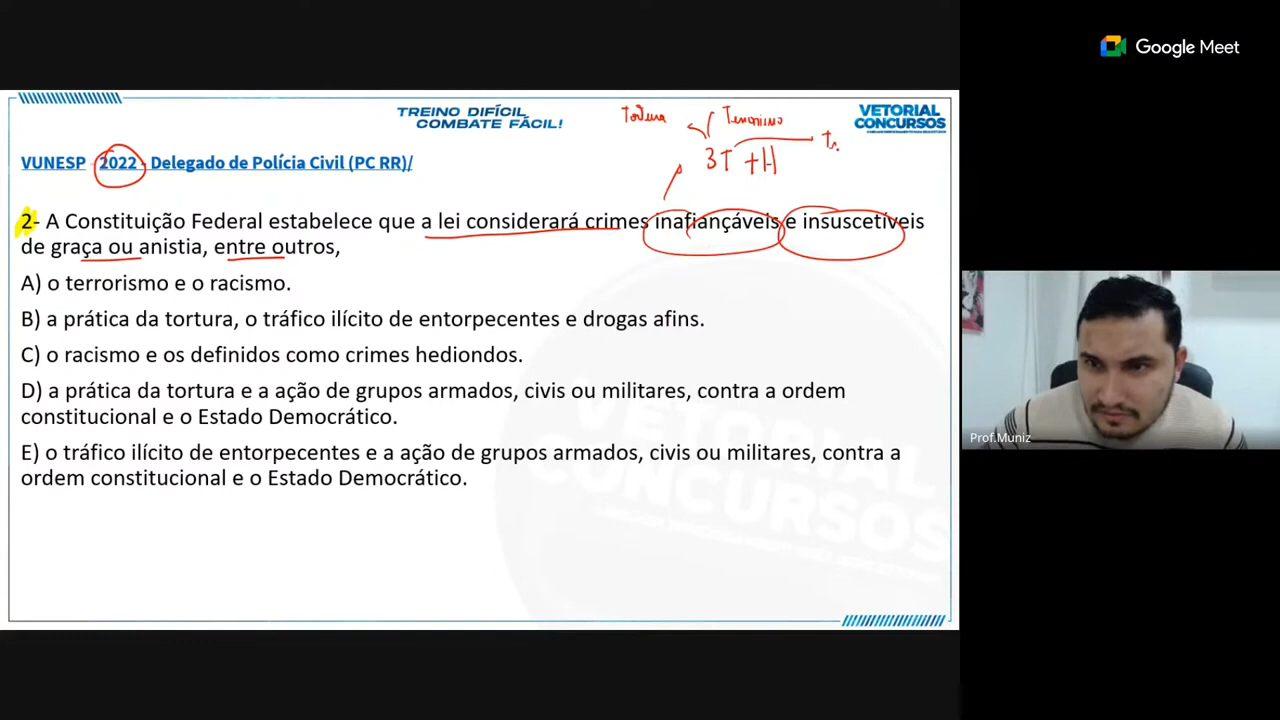 Google Meet
TREINO DIFÍCIL
COMBATE FÁCIL!
VETORIAL
CONCURSOS
Tortura
Terrorismo
3T + H
VUNESP - 2022 - Delegado de Polícia Civil (PC RR)/
2- A Constituição Federal estabelece que a lei considerará crimes inafiançáveis e insuscetíveis
de graça ou anistia, entre outros,
A) o terrorismo e o racismo.
B) a prática da tortura, o tráfico ilícito de entorpecentes e drogas afins.
C) o racismo e os definidos como crimes hediondos.
D) a prática da tortura e a ação de grupos armados, civis ou militares, contra a ordem
constitucional e o Estado Democrático.
E) o tráfico ilícito de entorpecentes e a ação de grupos armados, civis ou militares, contra a
ordem constitucional e o Estado Democrático.
Prof.Muniz
VETORIAL
CONCURSOS